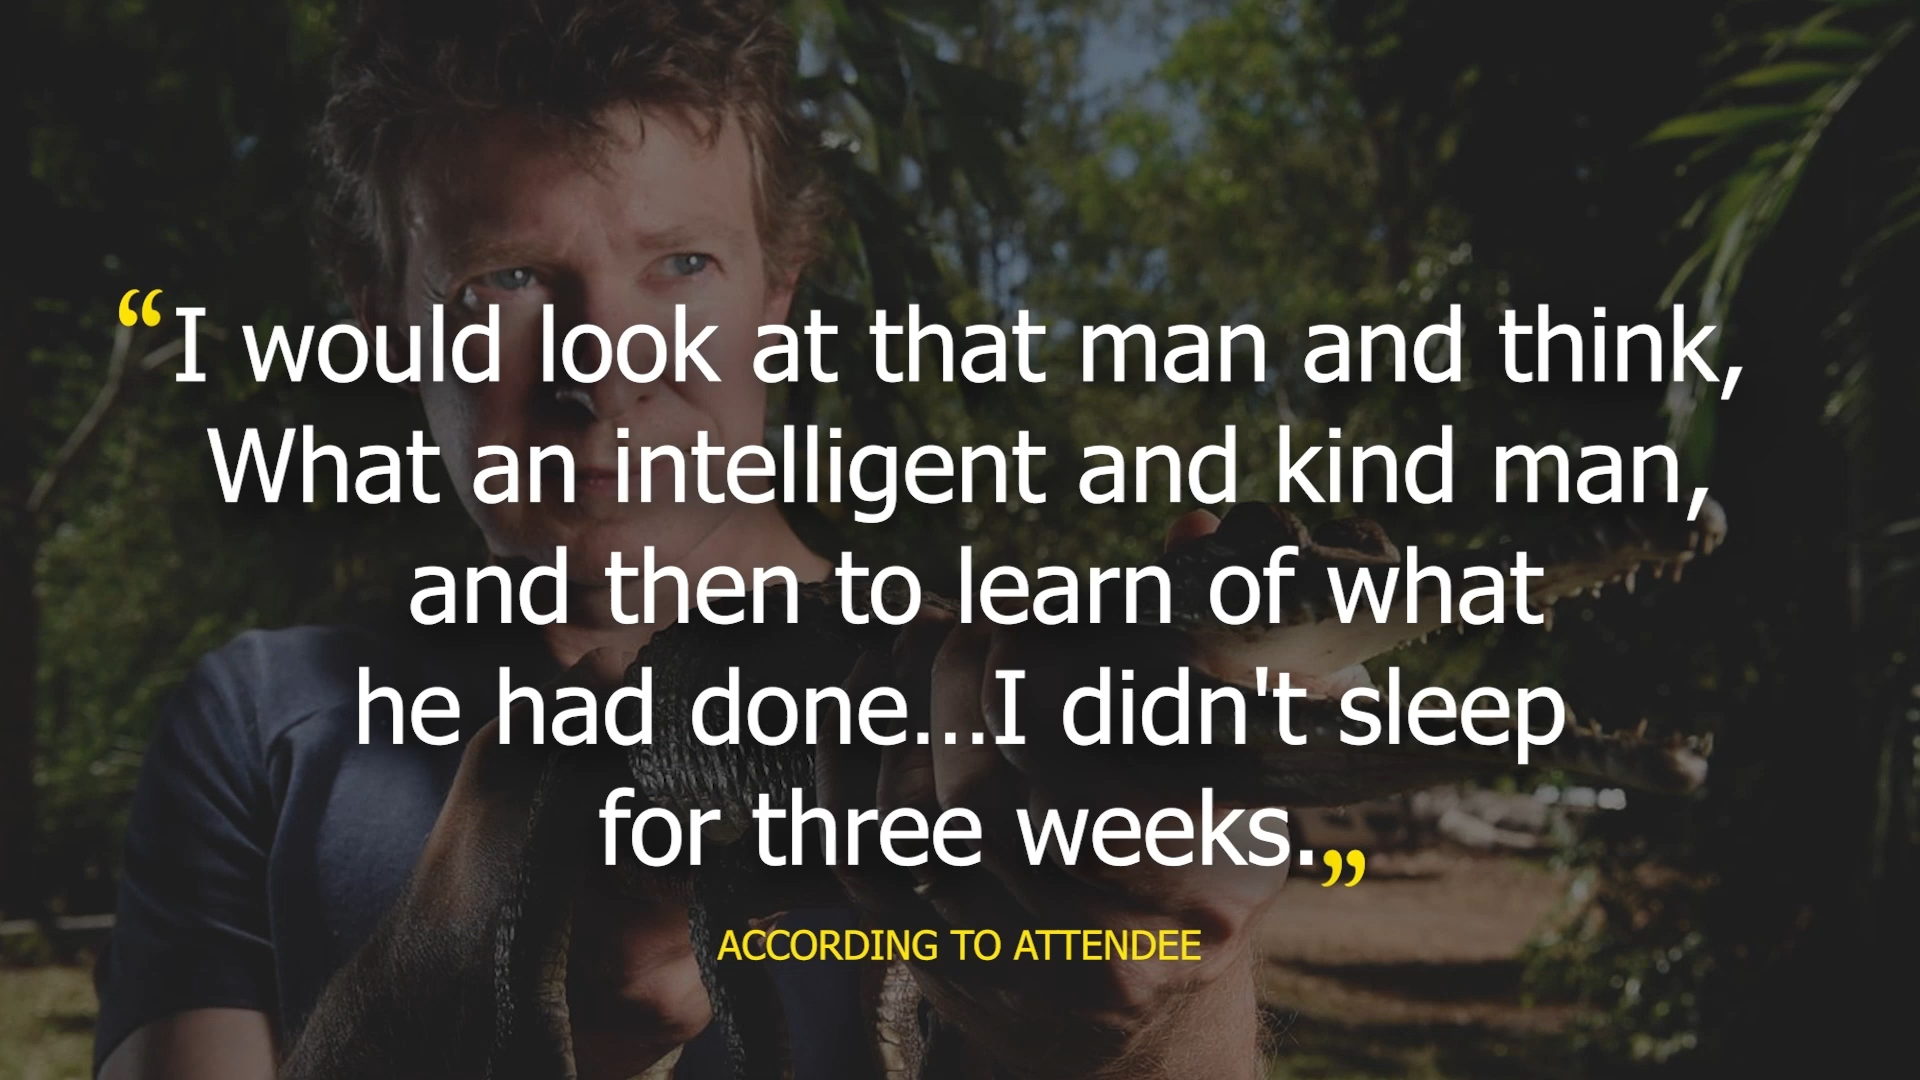 “I would look at that man and think,
What an intelligent and kind man,
and then to learn of what
he had done...I didn't sleep
for three weeks.”
ACCORDING TO ATTENDEE